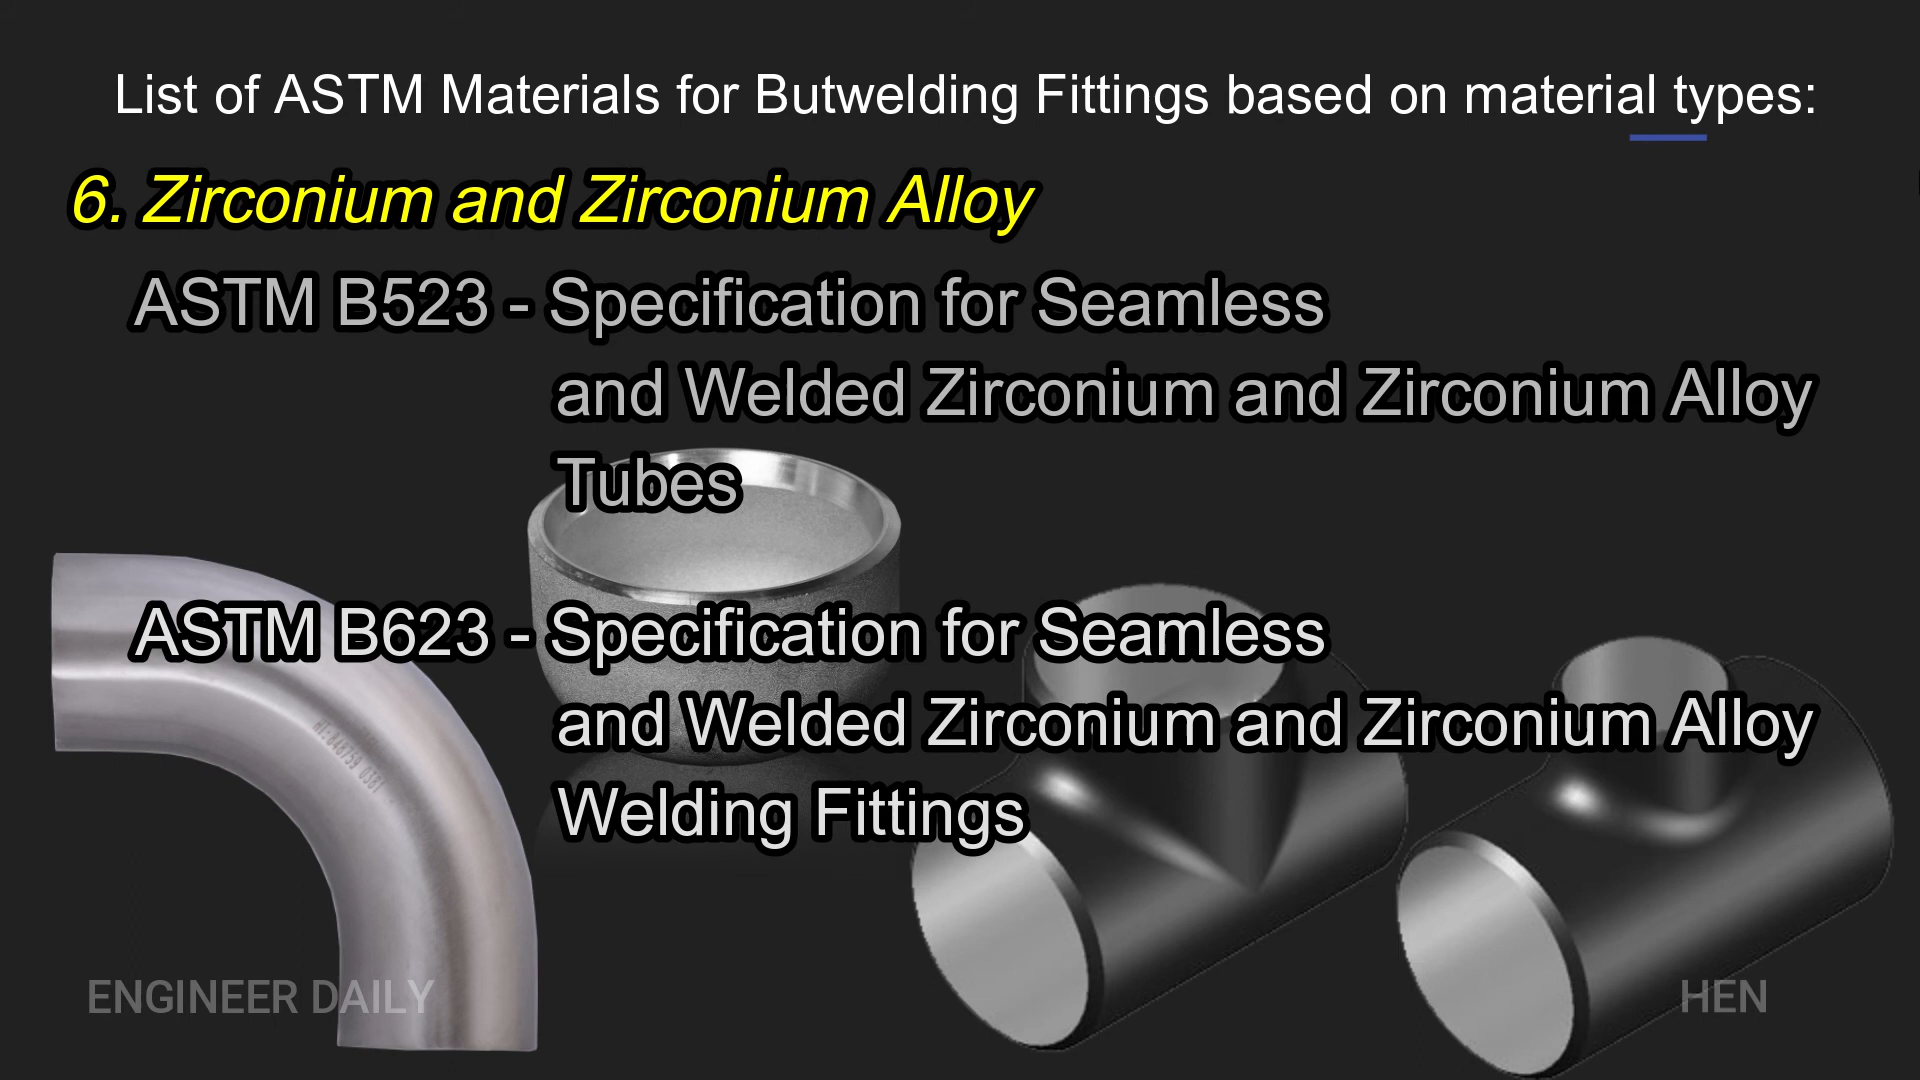 List of ASTM Materials for Butwelding Fittings based on material types:
6. Zirconium and Zirconium Alloy
ASTM B523 - Specification for Seamless
and Welded Zirconium and Zirconium Alloy
Tubes
ASTM B623 - Specification for Seamless
and Welded Zirconium and Zirconium Alloy
Welding Fittings
ENGINEER DAILY
HEN